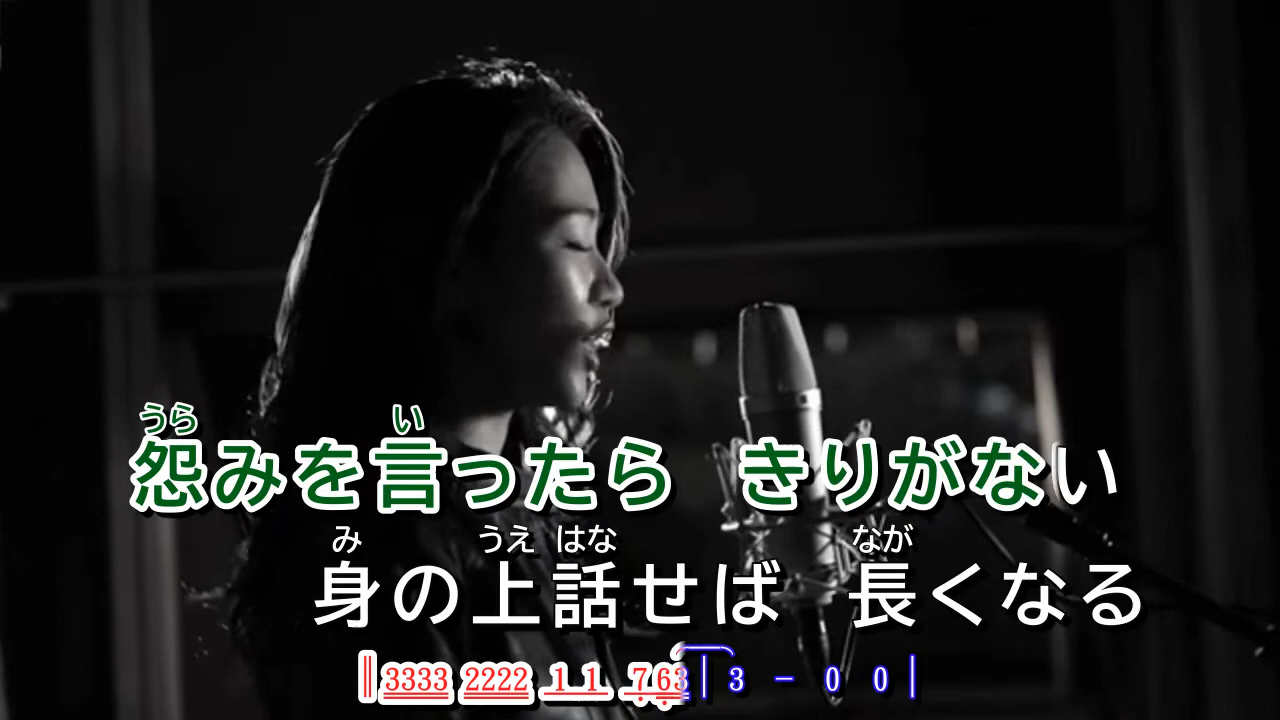 うら い
怨みを言ったら きりがない
み うえ はな なが
身の上話せば 長くなる
‖ 3333 2222 1 1 7 63 | 3 − 0 0 |